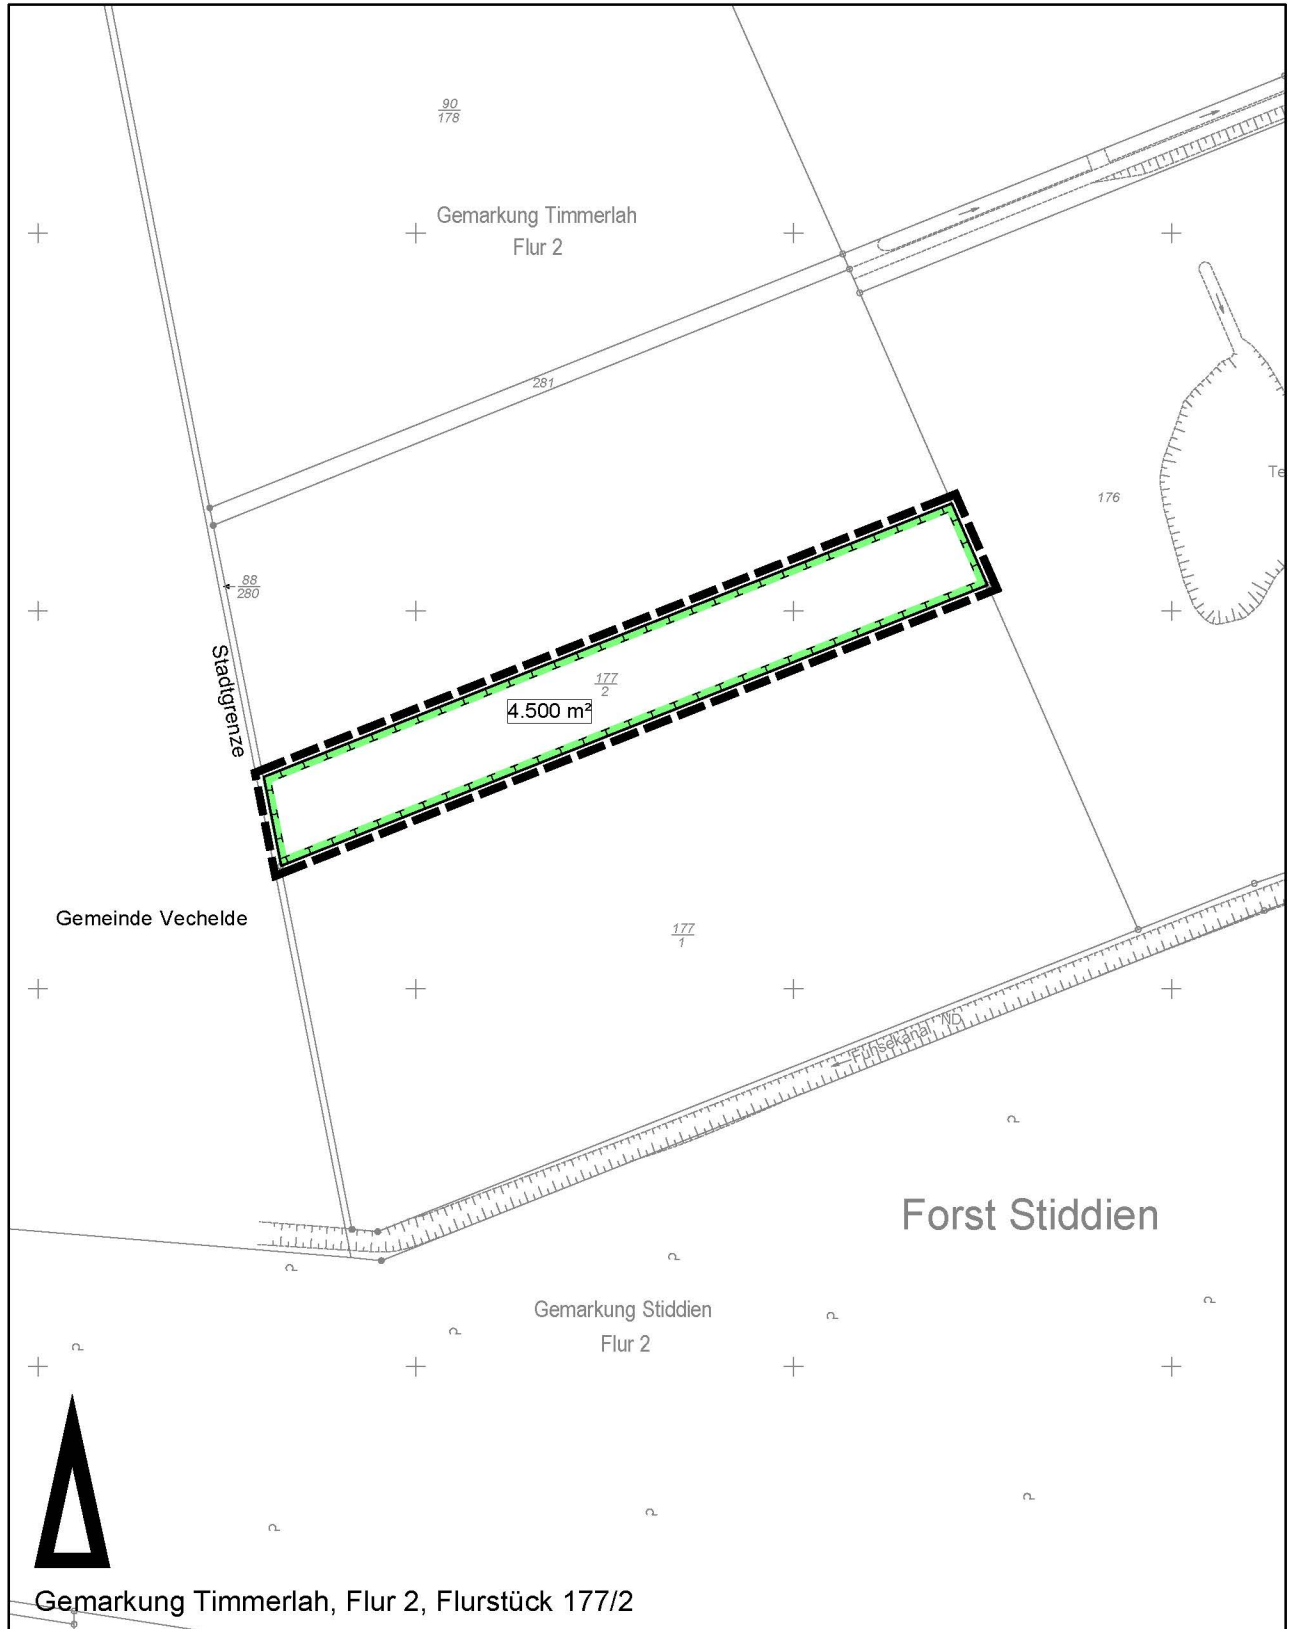 90
178
Gemarkung Timmerlah
Flur 2
281
Te
176
88
280
Stadtgrenze
177
2
4.500 m²
Gemeinde Vechelde
177
1
Fuhsekanal ND
Forst Stiddien
Gemarkung Stiddien
Flur 2
Gemarkung Timmerlah, Flur 2, Flurstück 177/2